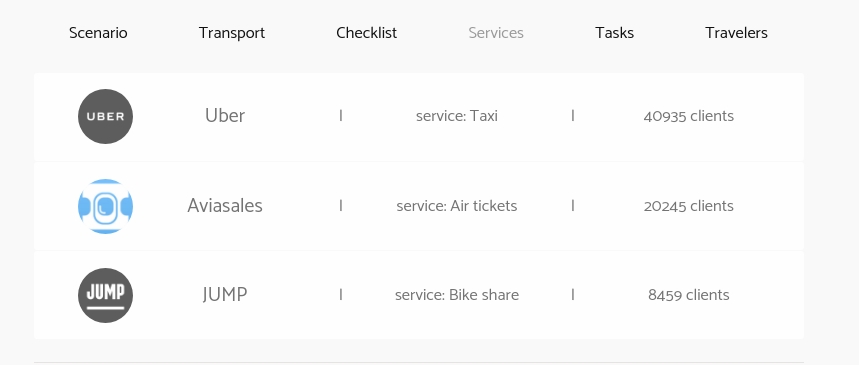 Scenario Transport Checklist Services Tasks Travelers
UBER Uber | service: Taxi | 40935 clients
Aviasales | service: Air tickets | 20245 clients
JUMP JUMP | service: Bike share | 8459 clients